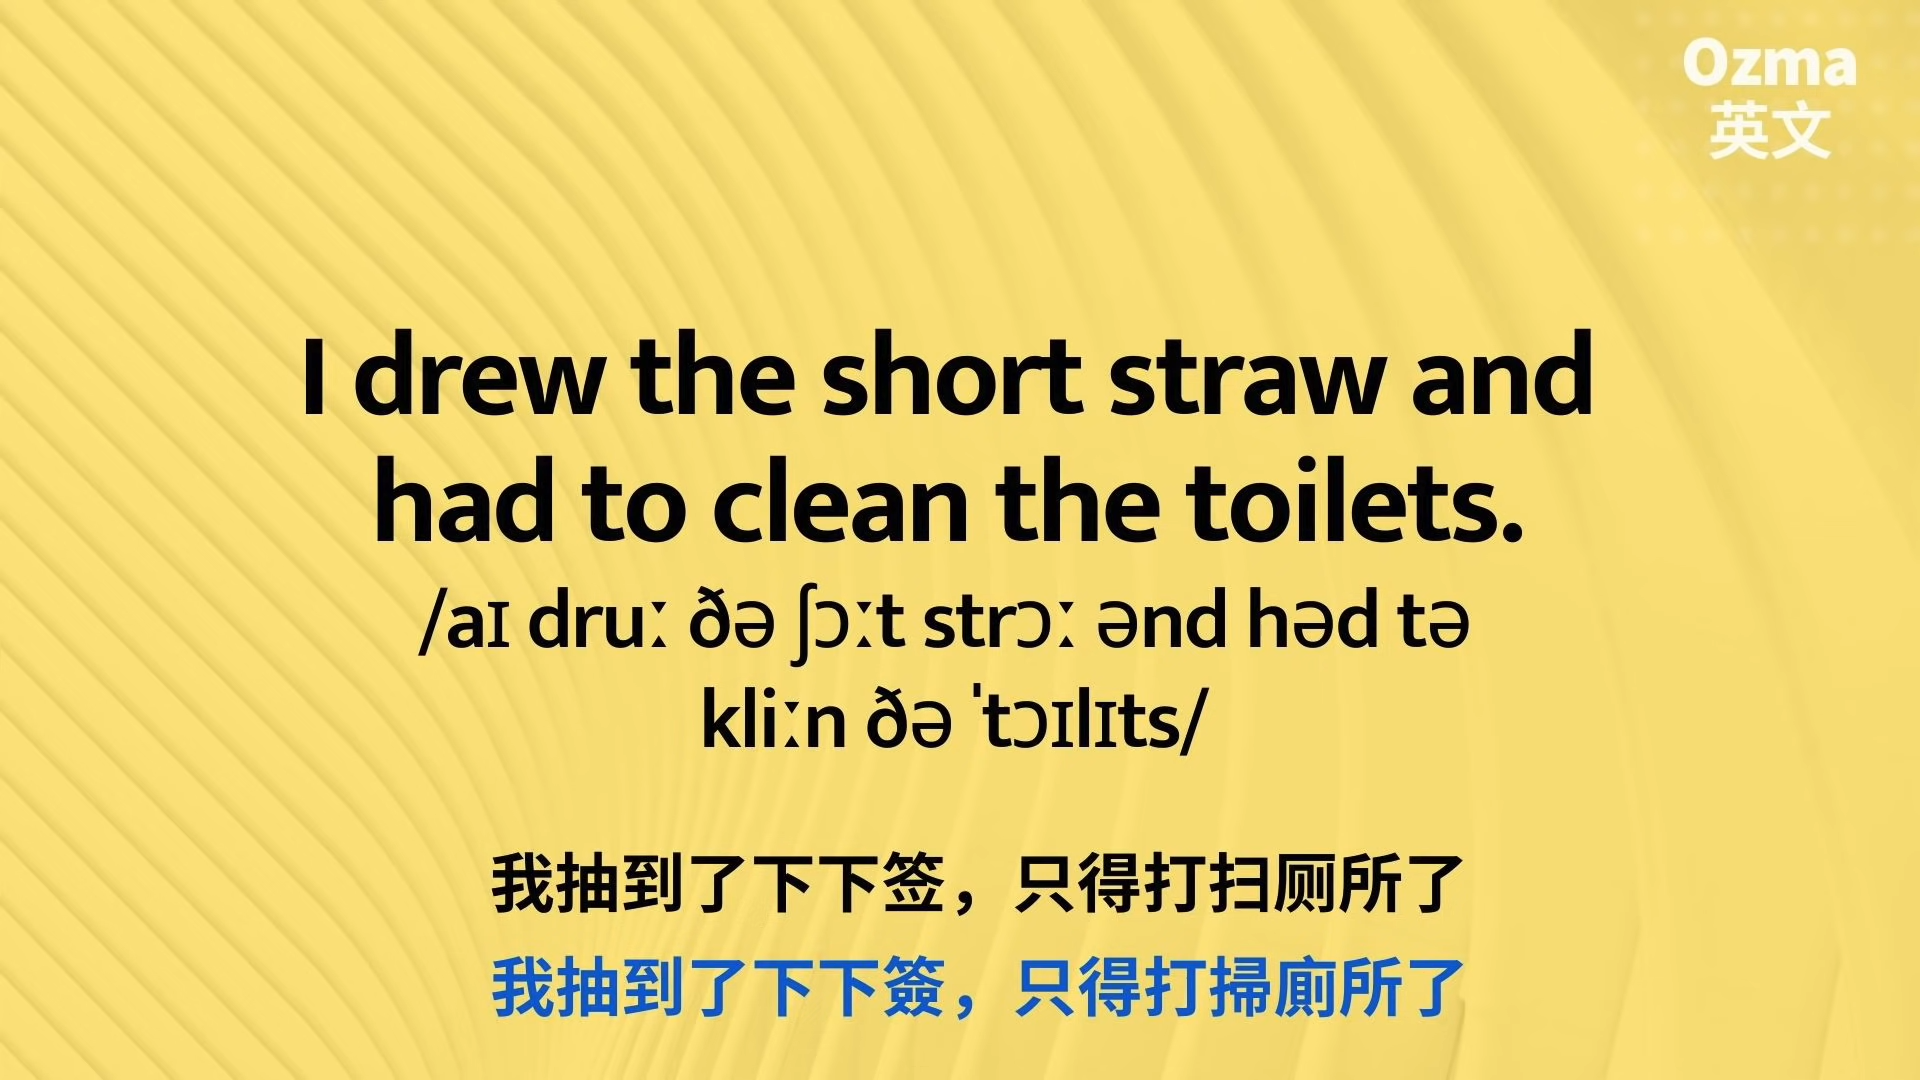 Ozma
英文
I drew the short straw and
had to clean the toilets.
/aɪ druː ðə ʃɔːt strɔː ənd həd tə
kliːn ðə ˈtɔɪlɪts/
我抽到了下下签，只得打扫厕所了
我抽到了下下簽，只得打掃廁所了